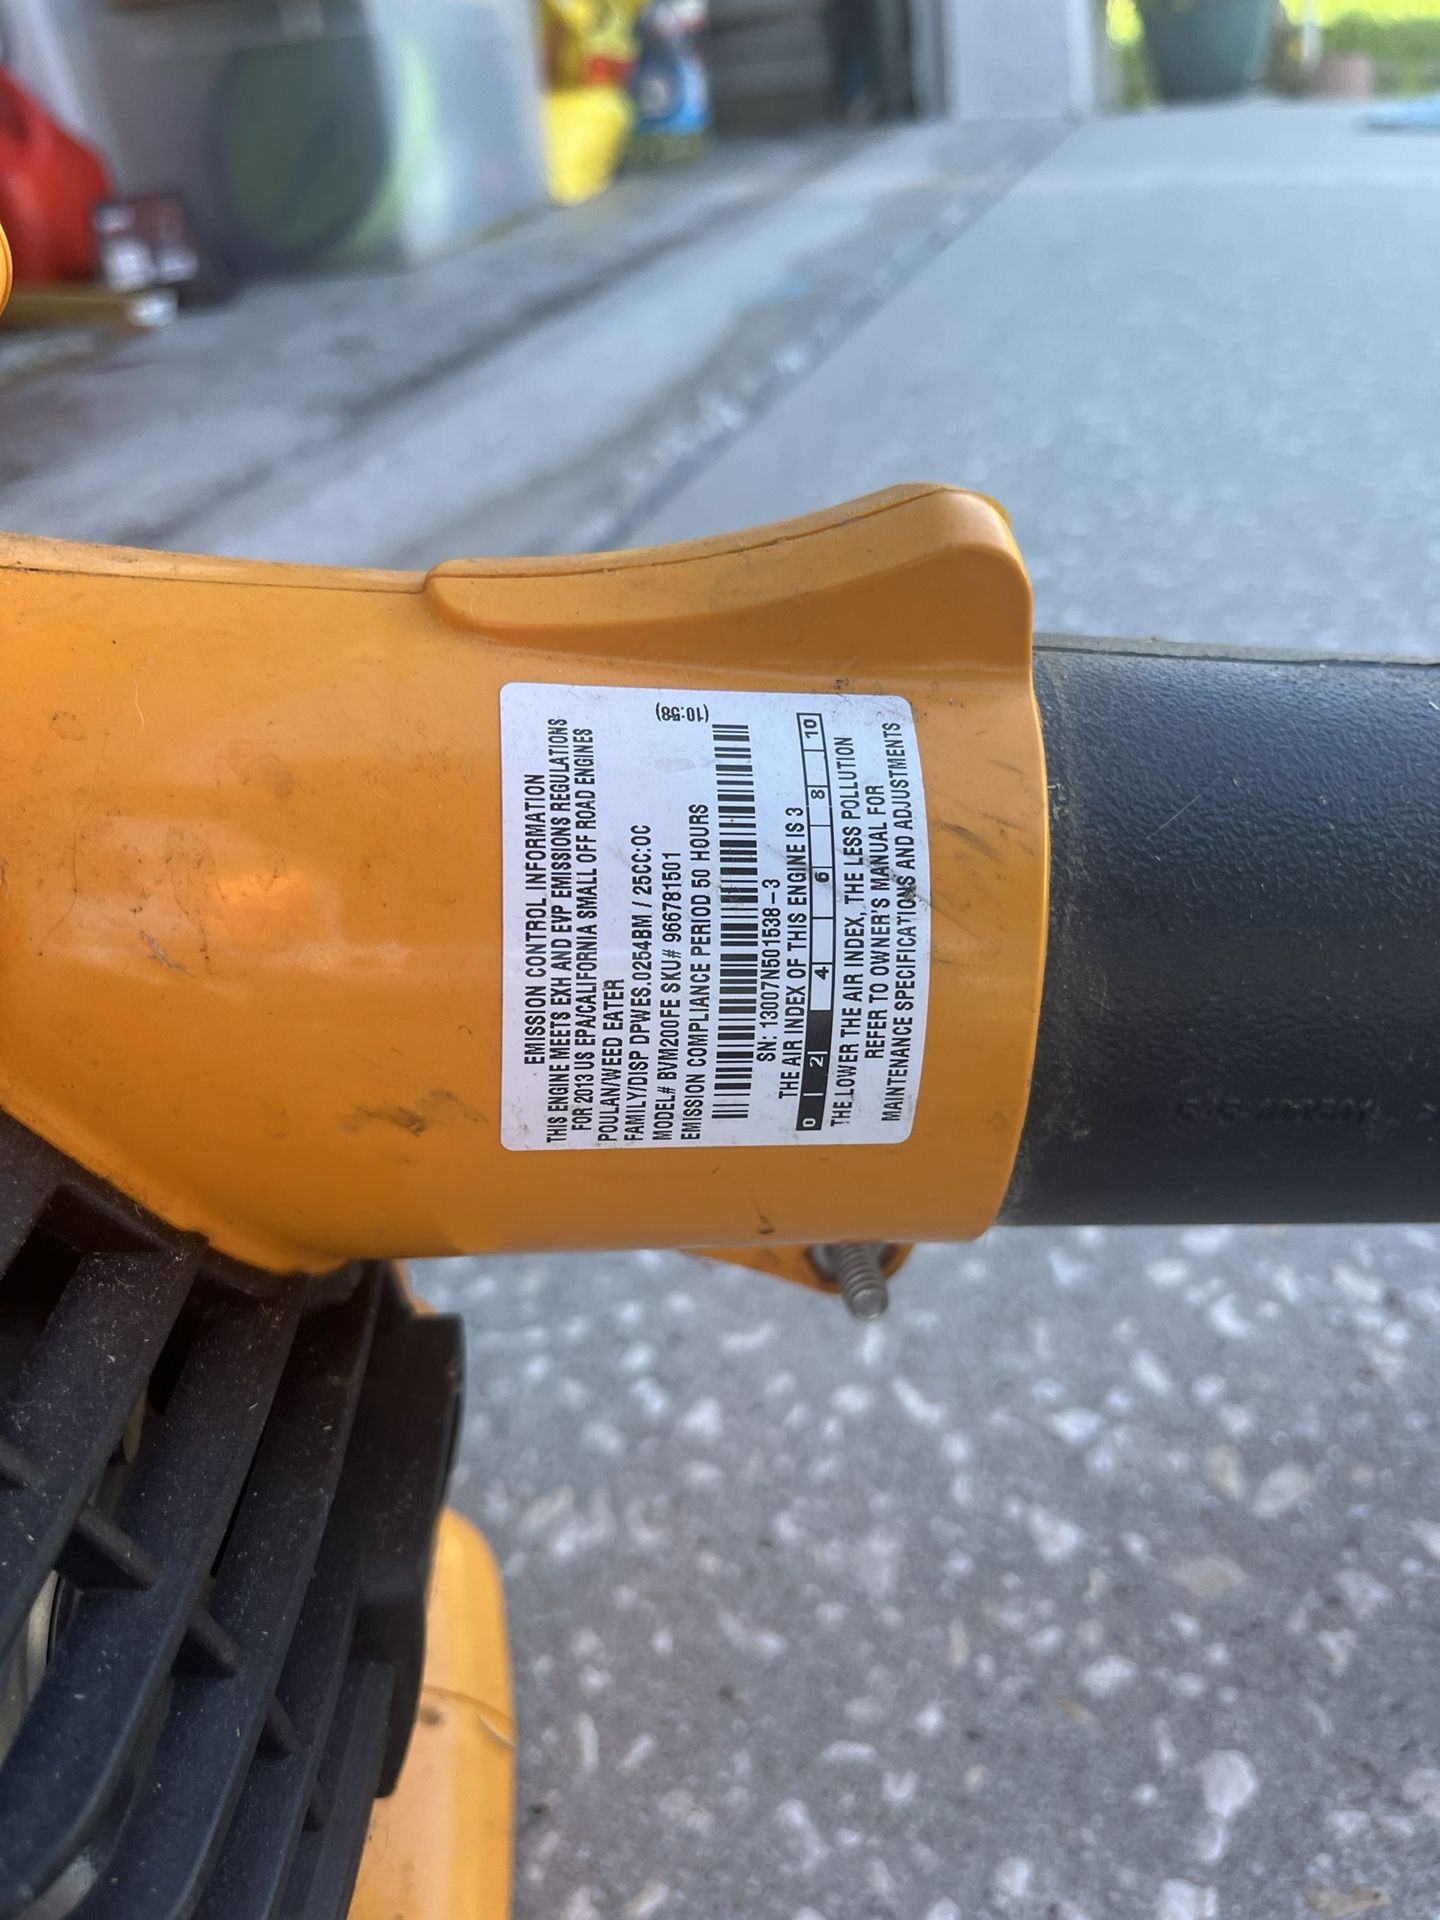 EMISSION CONTROL INFORMATION
THIS ENGINE MEETS EXH AND EVP EMISSIONS REGULATIONS
FOR 2013 US EPA/CALIFORNIA SMALL OFF ROAD ENGINES
POULAN/WEED EATER
FAMILY/DISP DPWES.0254BM / 25CC:OC
MODEL# BVM200FE SKU# 966781501
(10:58)
EMISSION COMPLIANCE PERIOD 50 HOURS
SN: 13007N501538-3
THE AIR INDEX OF THIS ENGINE IS 3
0 2 4 6 8 10
THE LOWER THE AIR INDEX, THE LESS POLLUTION
REFER TO OWNER'S MANUAL FOR
MAINTENANCE SPECIFICATIONS AND ADJUSTMENTS